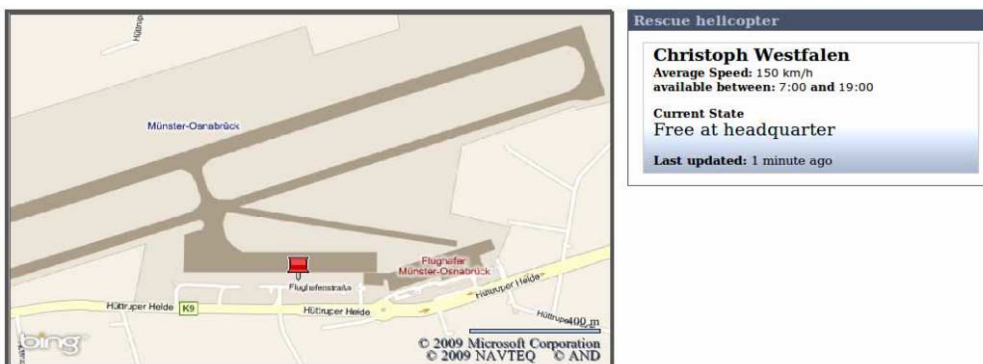 Hüttrup
Münster-Osnabrück
Flughafen
Münster-Osnabrück
Flughafenstraße
Hüttruper Heide
K9
Hüttruper Heide
Hüttruper Heide
400 m
bing
© 2009 Microsoft Corporation
© 2009 NAVTEQ © AND
Rescue helicopter
Christoph Westfalen
Average Speed: 150 km/h
available between: 7:00 and 19:00
Current State
Free at headquarter
Last updated: 1 minute ago